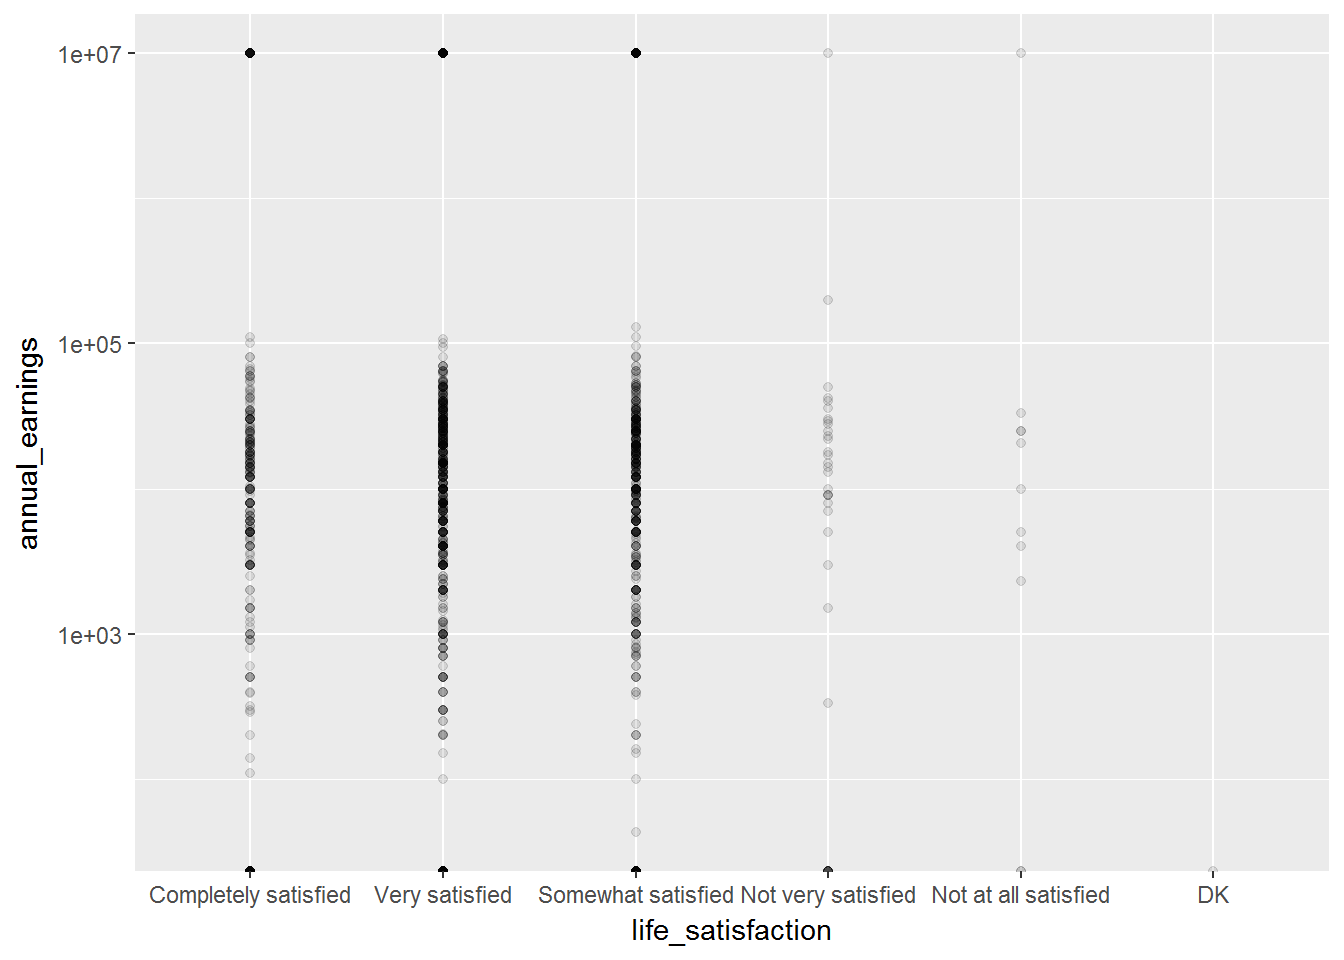 1e+07
1e+05
1e+03
annual_earnings
Completely satisfied Very satisfied Somewhat satisfied Not very satisfied Not at all satisfied DK
life_satisfaction